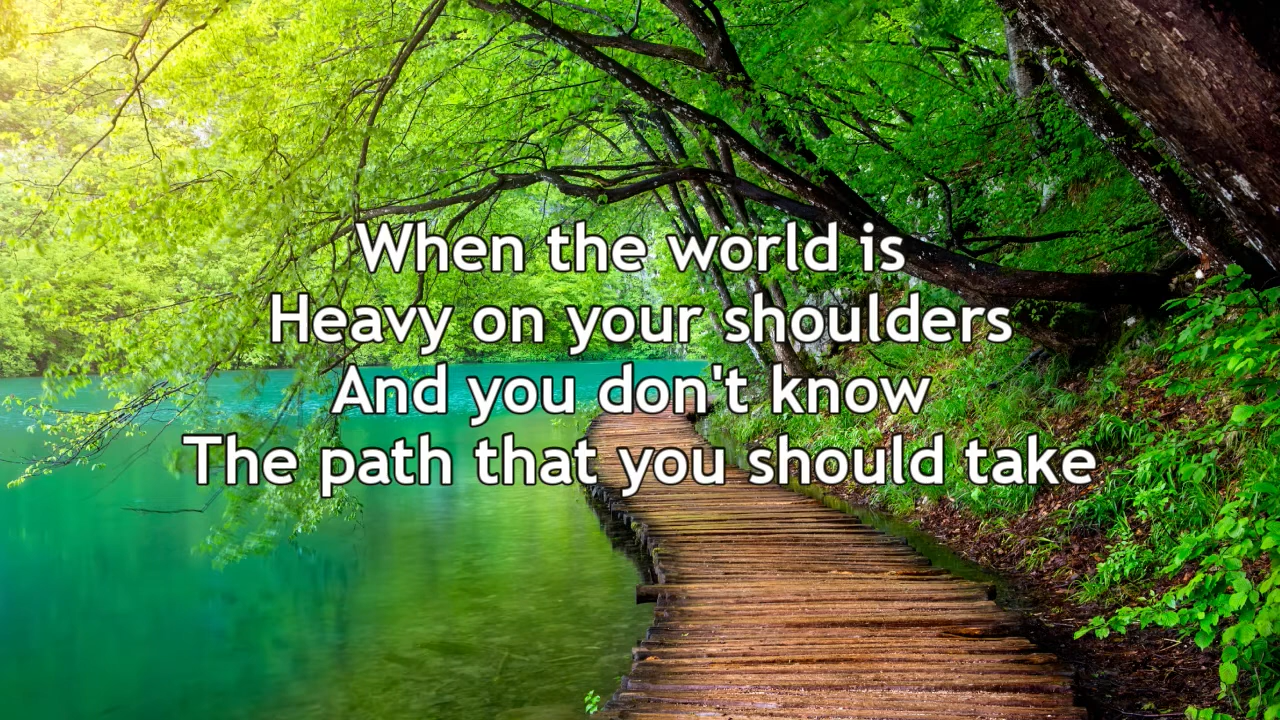 When the world is
Heavy on your shoulders
And you don't know
The path that you should take